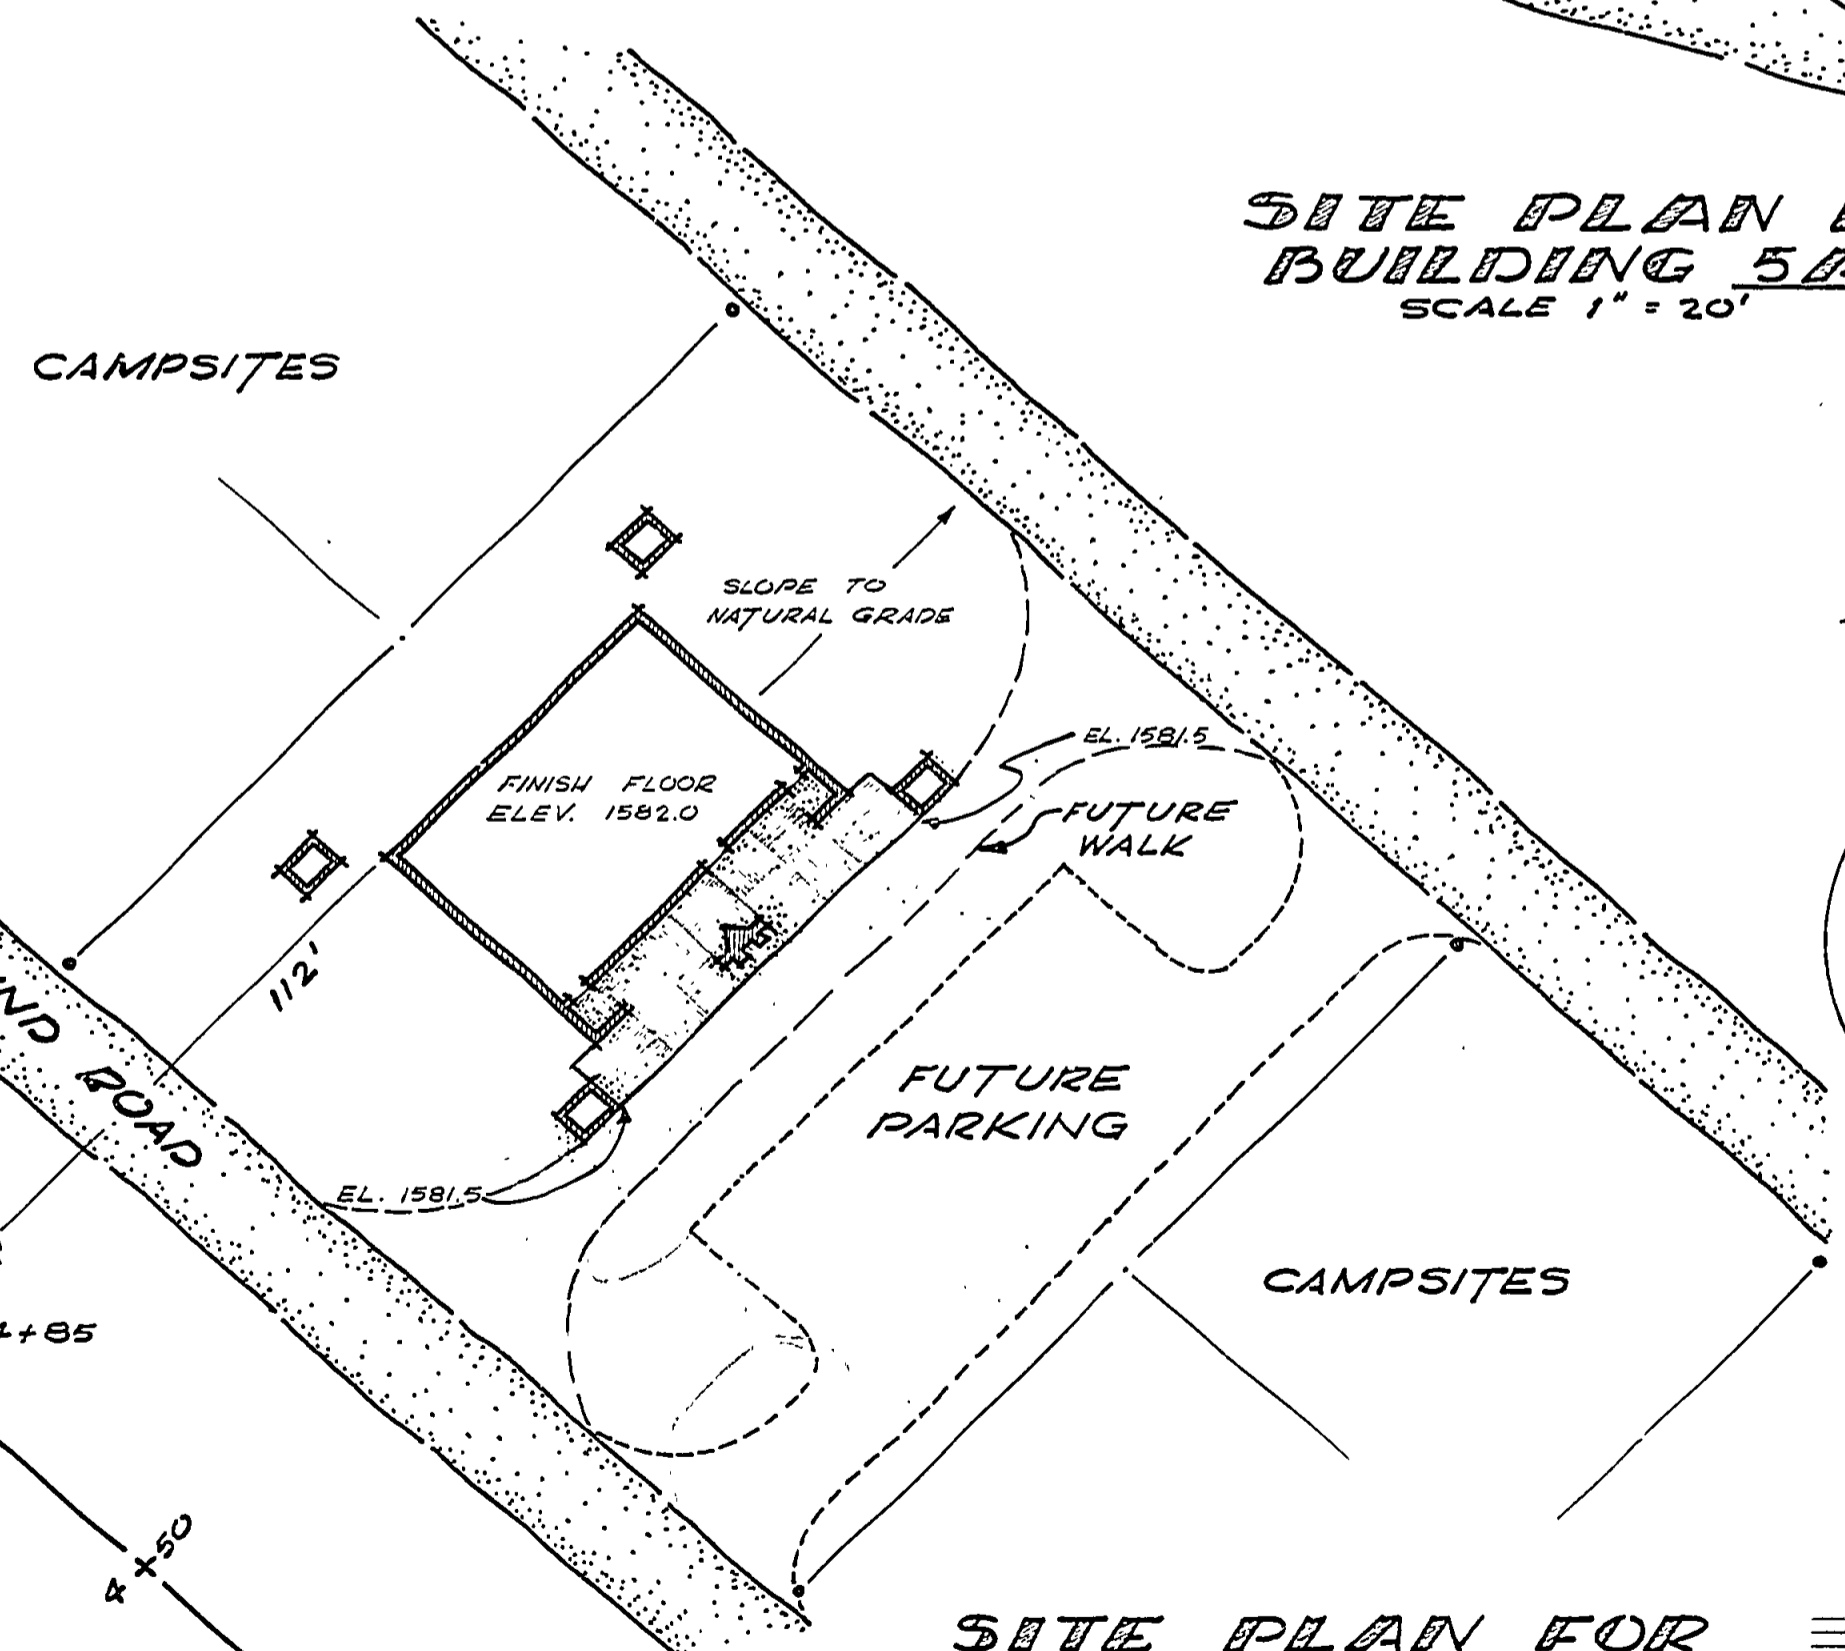 SITE PLAN
BUILDING
SCALE 1" = 20'
CAMPSITES
SLOPE TO
NATURAL GRADE
EL. 1581.5
FINISH FLOOR
ELEV. 1582.0
FUTURE
WALK
112'
ROAD
FUTURE
PARKING
EL. 1581.5
CAMPSITES
+85
4+50
SITE PLAN FOR